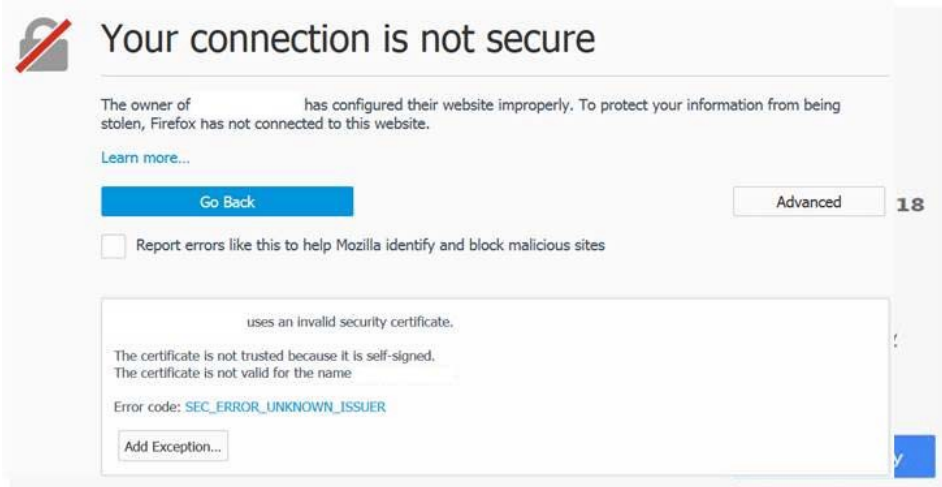 Your connection is not secure
The owner of has configured their website improperly. To protect your information from being
stolen, Firefox has not connected to this website.
Learn more...
Go Back
Advanced
18
Report errors like this to help Mozilla identify and block malicious sites
uses an invalid security certificate.
The certificate is not trusted because it is self-signed.
The certificate is not valid for the name
Error code: SEC_ERROR_UNKNOWN_ISSUER
Add Exception...
y